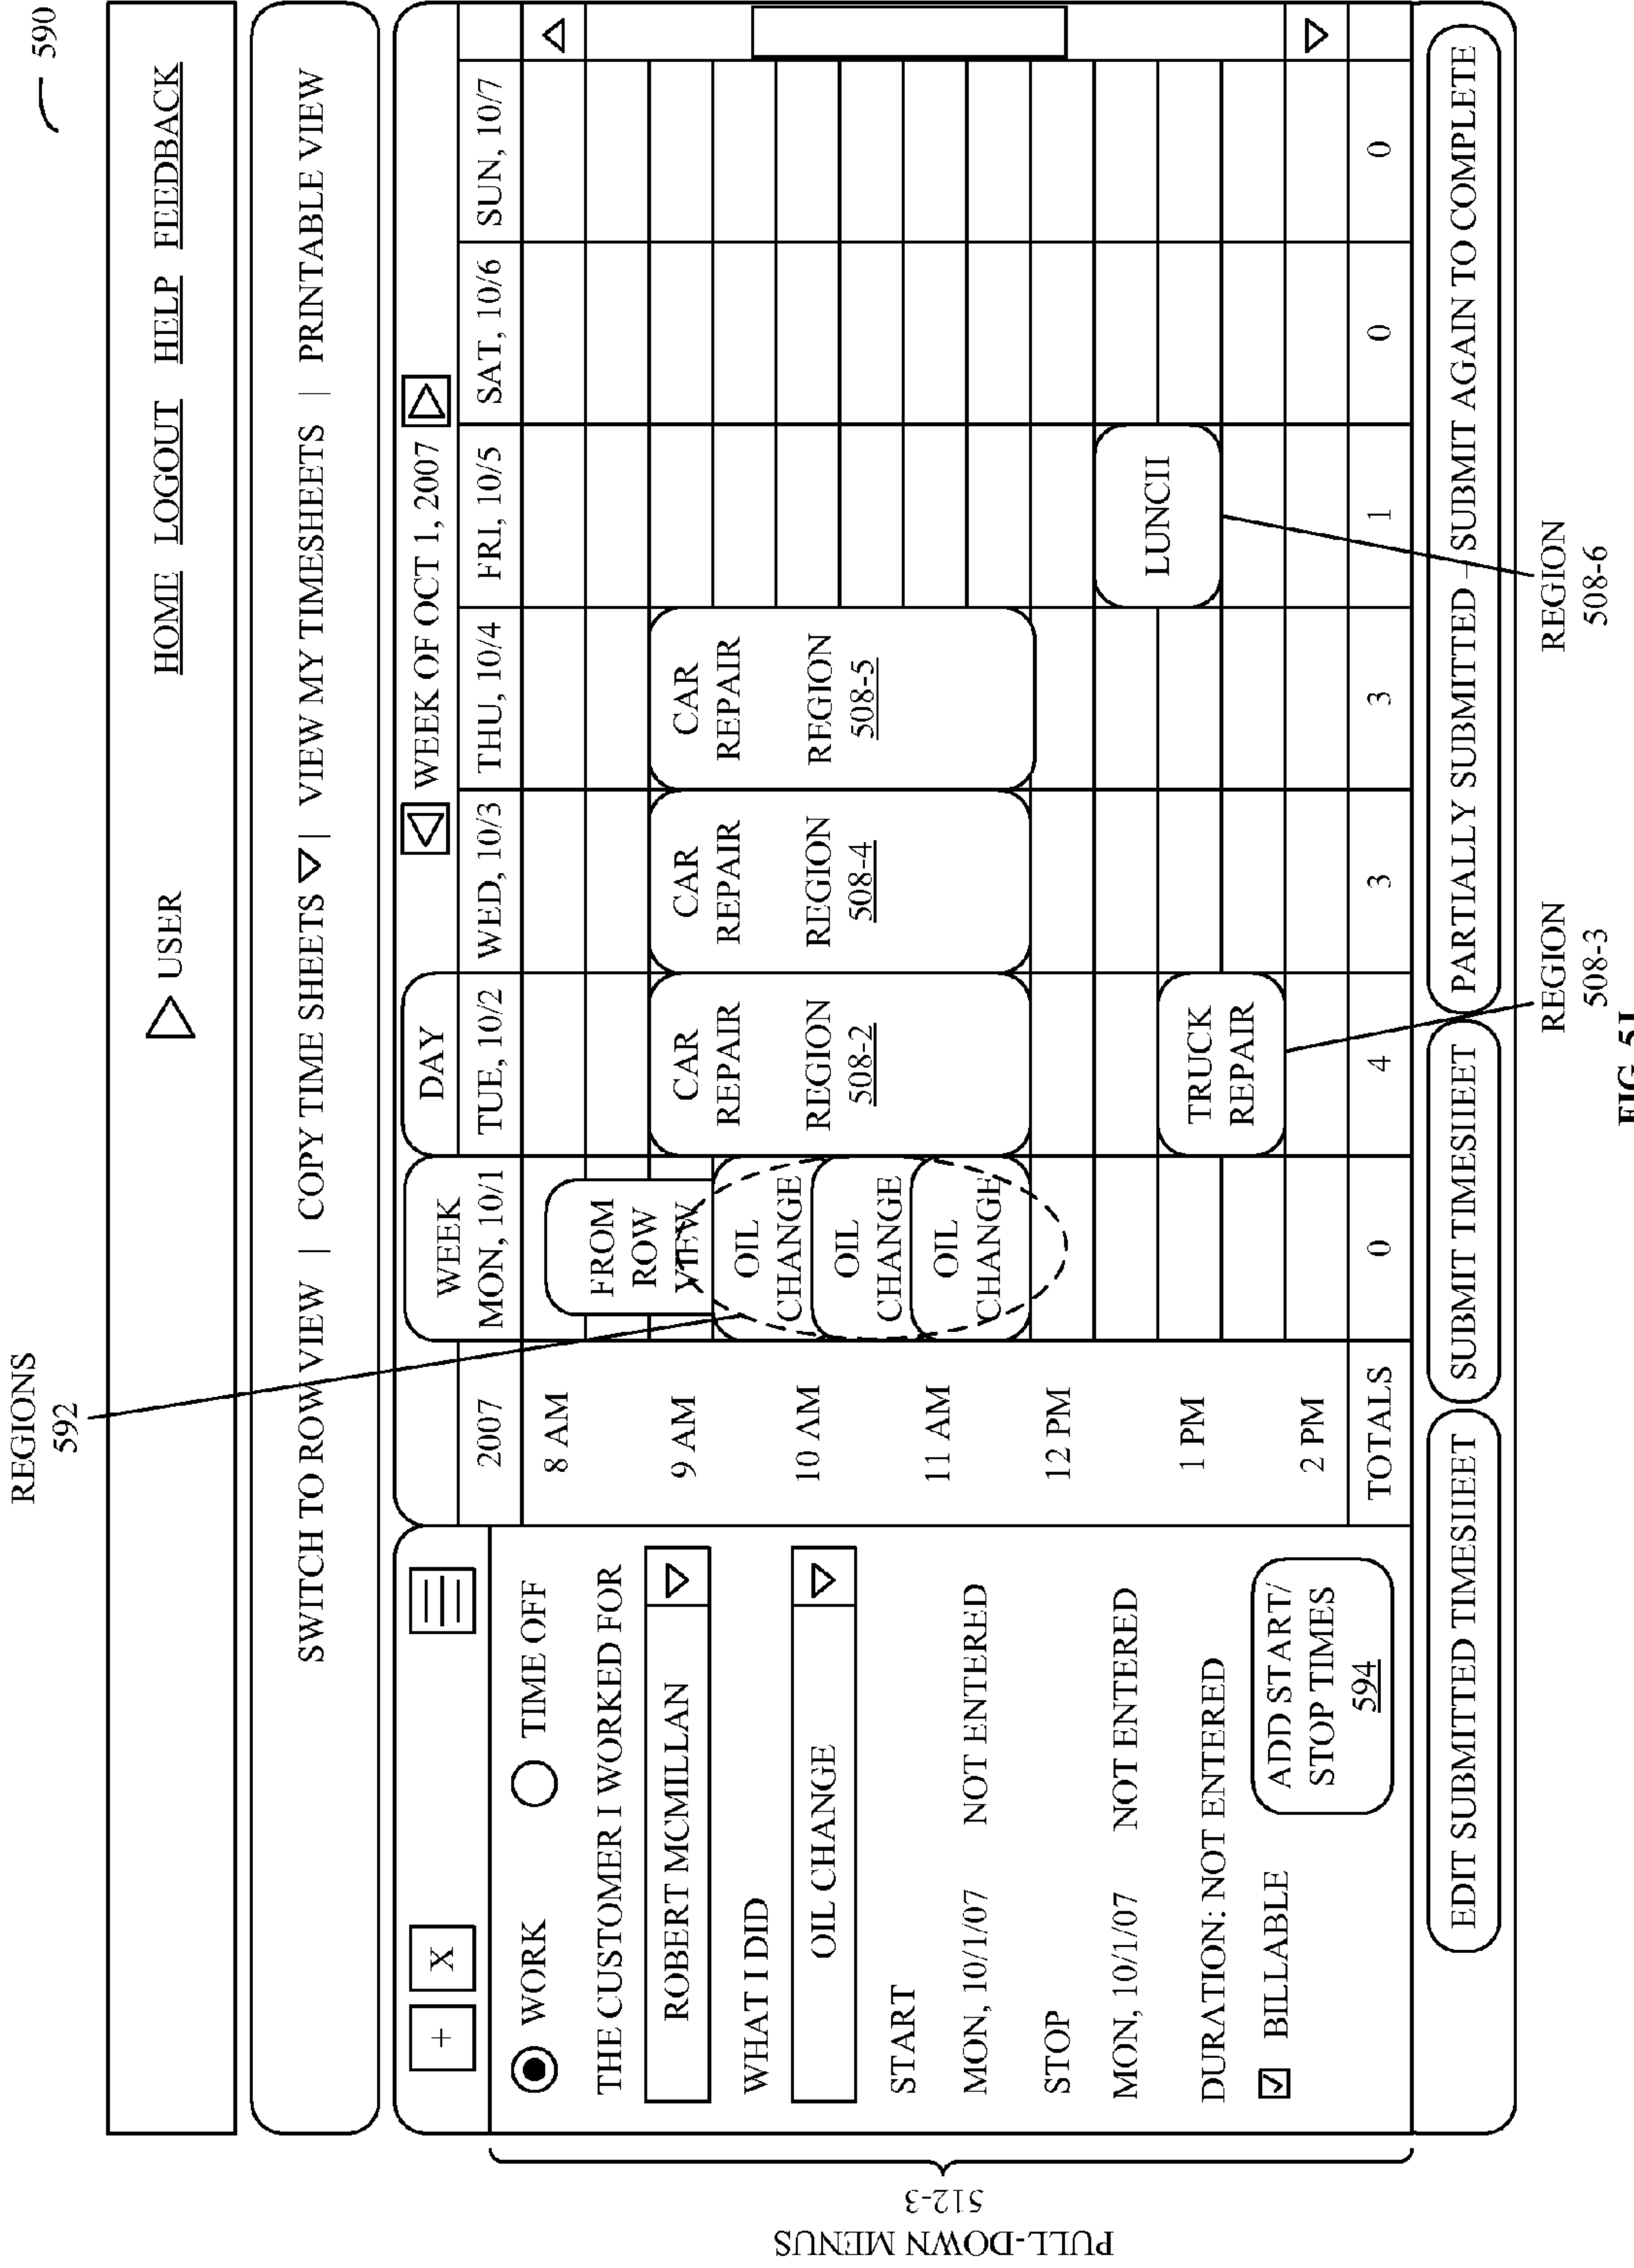 590
HOME LOGOUT HELP FEEDBACK
▷ USER
SWITCH TO ROW VIEW | COPY TIME SHEETS ▽ | VIEW MY TIMESHEETS | PRINTABLE VIEW
REGIONS
592
+ X
WORK TIME OFF
THE CUSTOMER I WORKED FOR
ROBERT MCMILLAN
WHAT I DID
OIL CHANGE
START
MON, 10/1/07 NOT ENTERED
STOP
MON, 10/1/07 NOT ENTERED
DURATION: NOT ENTERED
BILLABLE
ADD START/
STOP TIMES
594
WEEK DAY WEEK OF OCT 1, 2007
2007 MON, 10/1 TUE, 10/2 WED, 10/3 THU, 10/4 FRI, 10/5 SAT, 10/6 SUN, 10/7
8 AM
9 AM
10 AM
11 AM
12 PM
1 PM
2 PM
FROM
ROW
VIEW
OIL
CHANGE
OIL
CHANGE
OIL
CHANGE
CAR
REPAIR
REGION
508-2
TRUCK
REPAIR
CAR
REPAIR
REGION
508-4
CAR
REPAIR
REGION
508-5
LUNCH
TOTALS 0 4 3 3 1 0 0
EDIT SUBMITTED TIMESHEET SUBMIT TIMESHEET PARTIALLY SUBMITTED – SUBMIT AGAIN TO COMPLETE
REGION
508-3
REGION
508-6
PULL-DOWN MENUS
512-3